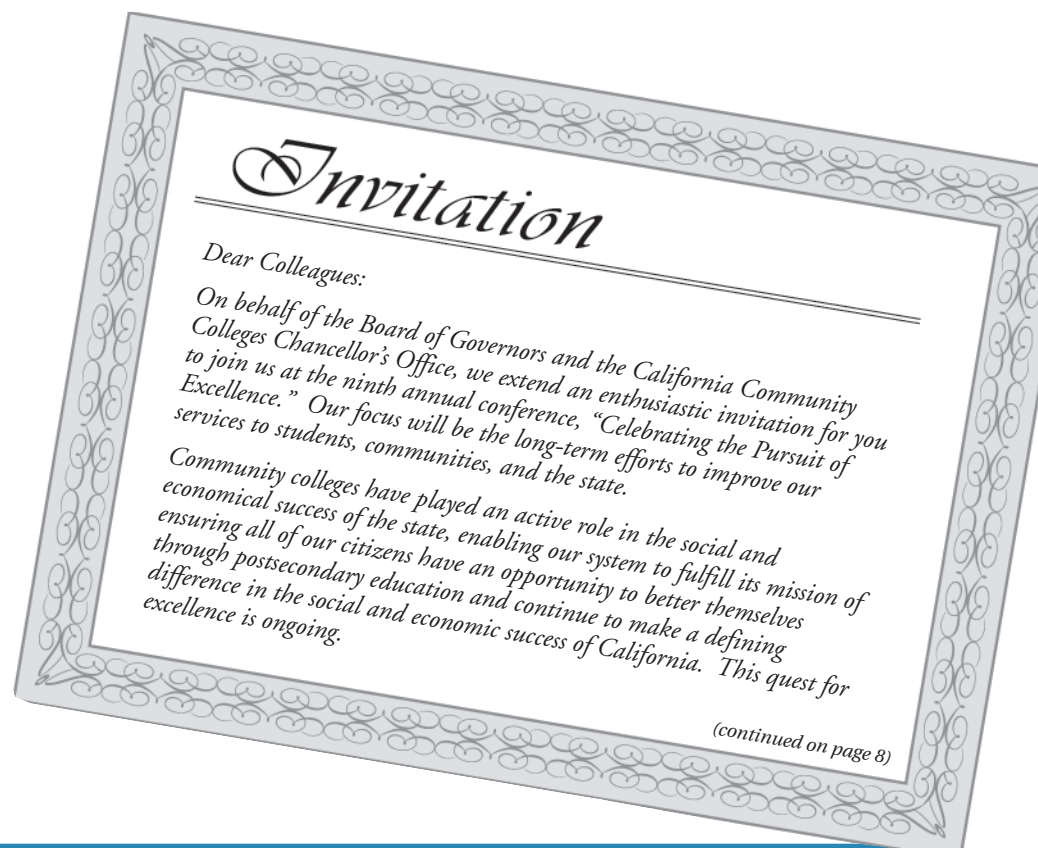 Invitation
Dear Colleagues:
On behalf of the Board of Governors and the California Community
Colleges Chancellor's Office, we extend an enthusiastic invitation for you
to join us at the ninth annual conference, “Celebrating the Pursuit of
Excellence.” Our focus will be the long-term efforts to improve our
services to students, communities, and the state.
Community colleges have played an active role in the social and
economical success of the state, enabling our system to fulfill its mission of
ensuring all of our citizens have an opportunity to better themselves
through postsecondary education and continue to make a defining
difference in the social and economic success of California. This quest for
excellence is ongoing.
(continued on page 8)